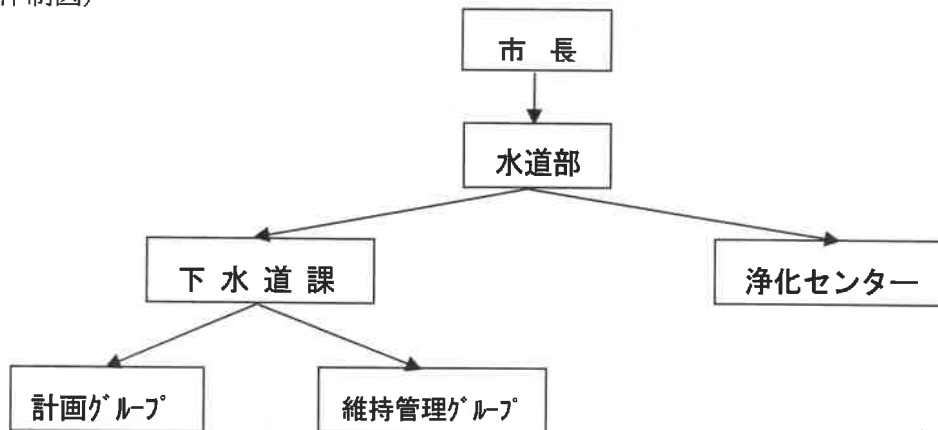 市 長
水道部
下 水 道 課
浄化センター
計画ｸﾞﾙｰﾌﾟ
維持管理ｸﾞﾙｰﾌﾟ